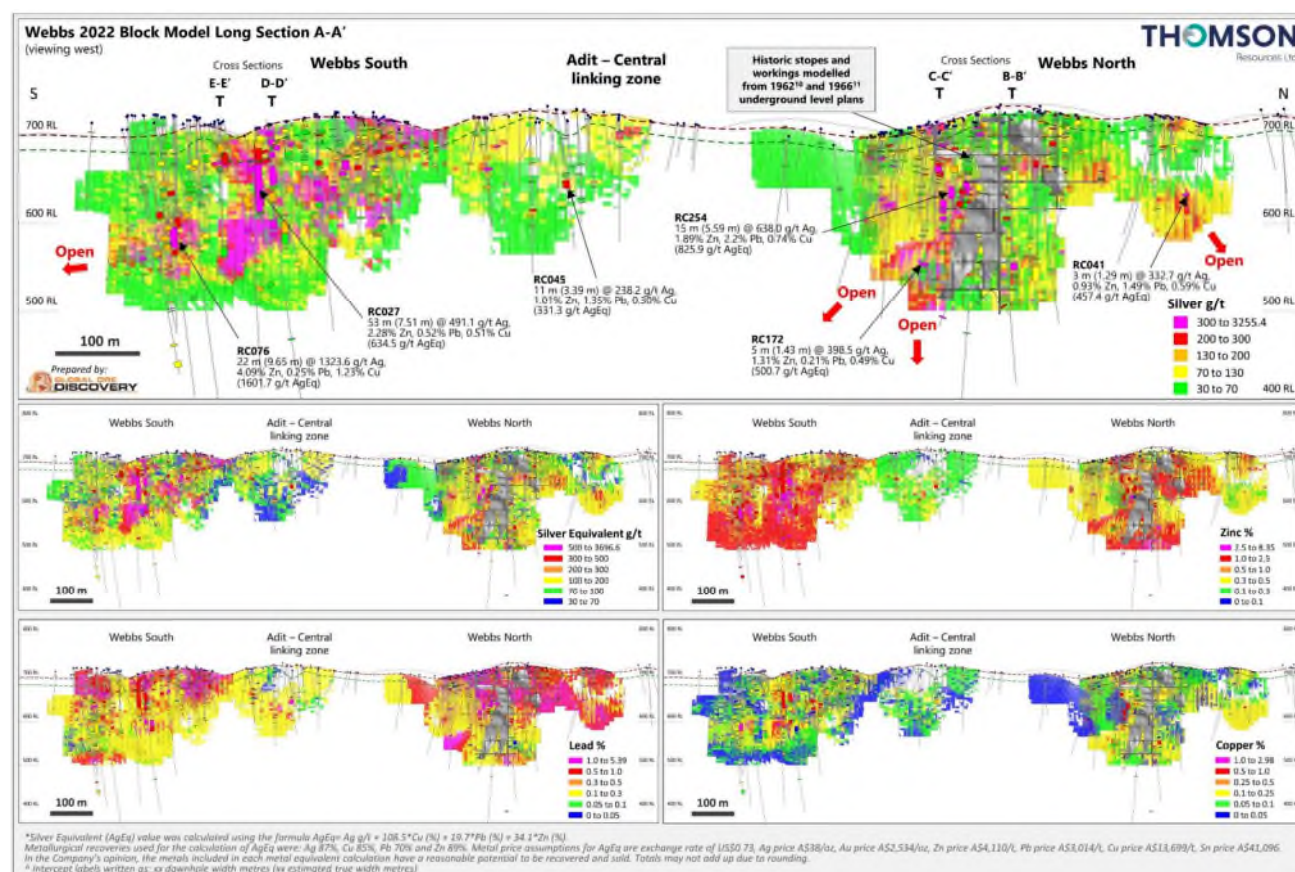 Webbs 2022 Block Model Long Section A-A'
(viewing west)
THOMSON
Resources Ltd
Cross Sections
E-E' D-D'
T T
Webbs South
Adit – Central
linking zone
Historic stopes and
workings modelled
from 1962¹⁰ and 1966¹¹
underground level plans
Cross Sections
C-C' B-B'
T T
Webbs North
S
N
700 RL
600 RL
500 RL
700 RL
600 RL
500 RL
400 RL
Open
Open
Open
Open
RC076
22 m (9.65 m) @ 1323.6 g/t Ag,
4.09% Zn, 0.25% Pb, 1.23% Cu
(1601.7 g/t AgEq)
RC027
53 m (7.51 m) @ 491.1 g/t Ag,
2.28% Zn, 0.52% Pb, 0.51% Cu
(634.5 g/t AgEq)
RC045
11 m (3.39 m) @ 238.2 g/t Ag,
1.01% Zn, 1.35% Pb, 0.30% Cu
(331.3 g/t AgEq)
RC254
15 m (5.59 m) @ 638.0 g/t Ag,
1.89% Zn, 2.2% Pb, 0.74% Cu
(825.9 g/t AgEq)
RC172
5 m (1.43 m) @ 398.5 g/t Ag,
1.31% Zn, 0.21% Pb, 0.49% Cu
(500.7 g/t AgEq)
RC041
3 m (1.29 m) @ 332.7 g/t Ag,
0.93% Zn, 1.49% Pb, 0.59% Cu
(457.4 g/t AgEq)
Silver g/t
300 to 3255.4
200 to 300
130 to 200
70 to 130
30 to 70
100 m
Prepared by:
GLOBAL ORE
DISCOVERY
Webbs South
Adit – Central
linking zone
Webbs North
Silver Equivalent g/t
500 to 3696.6
300 to 500
200 to 300
100 to 200
70 to 100
30 to 70
100 m
Webbs South
Adit – Central
linking zone
Webbs North
Zinc %
2.5 to 8.35
1.0 to 2.5
0.5 to 1.0
0.3 to 0.5
0.1 to 0.3
0 to 0.1
100 m
Webbs South
Adit – Central
linking zone
Webbs North
Lead %
1.0 to 5.39
0.5 to 1.0
0.3 to 0.5
0.1 to 0.3
0.05 to 0.1
0 to 0.05
100 m
Webbs South
Adit – Central
linking zone
Webbs North
Copper %
1.0 to 2.98
0.5 to 1.0
0.25 to 0.5
0.1 to 0.25
0.05 to 0.1
0 to 0.05
100 m
*Silver Equivalent (AgEq) value was calculated using the formula AgEq= Ag g/t + 108.5*Cu (%) + 19.7*Pb (%) + 34.1*Zn (%).
Metallurgical recoveries used for the calculation of AgEq were: Ag 87%, Cu 85%, Pb 70% and Zn 89%. Metal price assumptions for AgEq are exchange rate of US$0.73, Ag price A$38/oz, Au price A$2,534/oz, Zn price A$4,110/t, Pb price A$3,014/t, Cu price A$13,699/t, Sn price A$41,096.
In the Company's opinion, the metals included in each metal equivalent calculation have a reasonable potential to be recovered and sold. Totals may not add up due to rounding.
^ Intercept labels written as: xx downhole width metres (xx estimated true width metres)